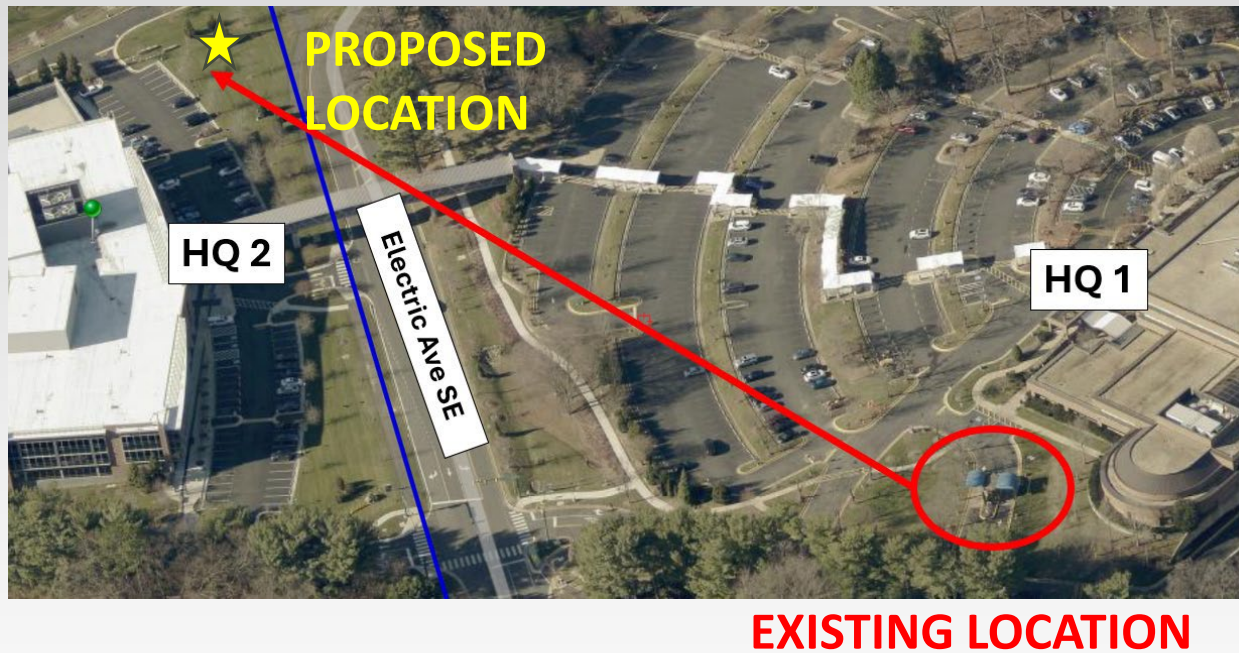 PROPOSED
LOCATION
HQ 2
Electric Ave SE
HQ 1
EXISTING LOCATION